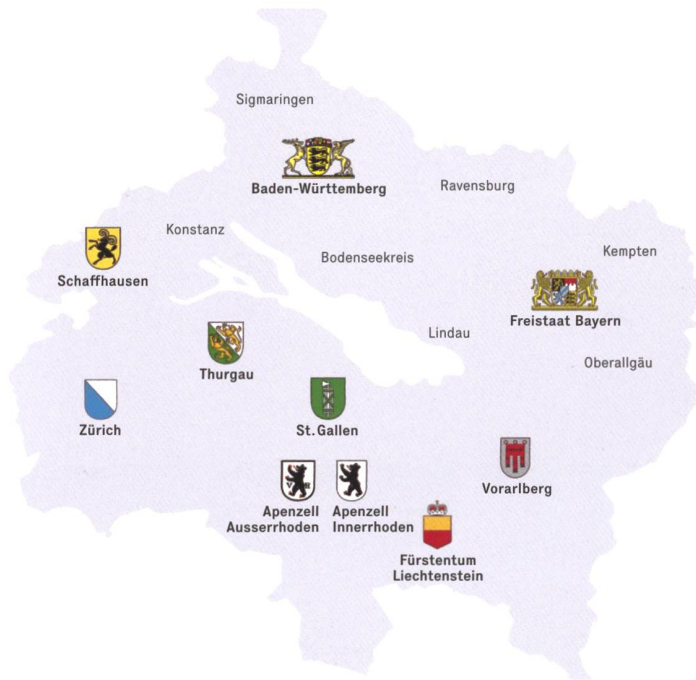 Sigmaringen
Baden-Württemberg
Ravensburg
Konstanz
Bodenseekreis
Kempten
Schaffhausen
Freistaat Bayern
Lindau
Oberallgäu
Thurgau
Zürich
St. Gallen
Vorarlberg
Apenzell
Ausserrhoden
Apenzell
Innerrhoden
Fürstentum
Liechtenstein